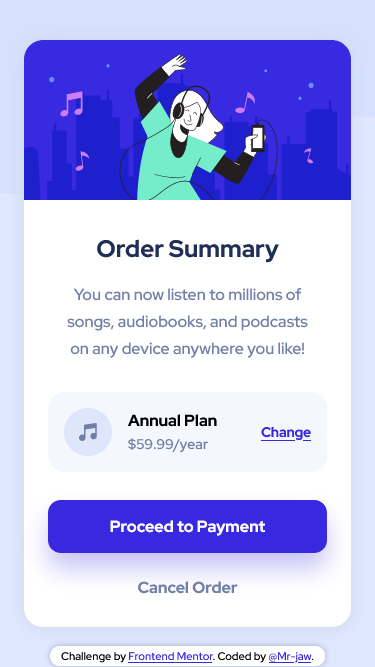 Order Summary
You can now listen to millions of
songs, audiobooks, and podcasts
on any device anywhere you like!
Annual Plan
$59.99/year
Change
Proceed to Payment
Cancel Order
Challenge by Frontend Mentor. Coded by @Mr-jaw.